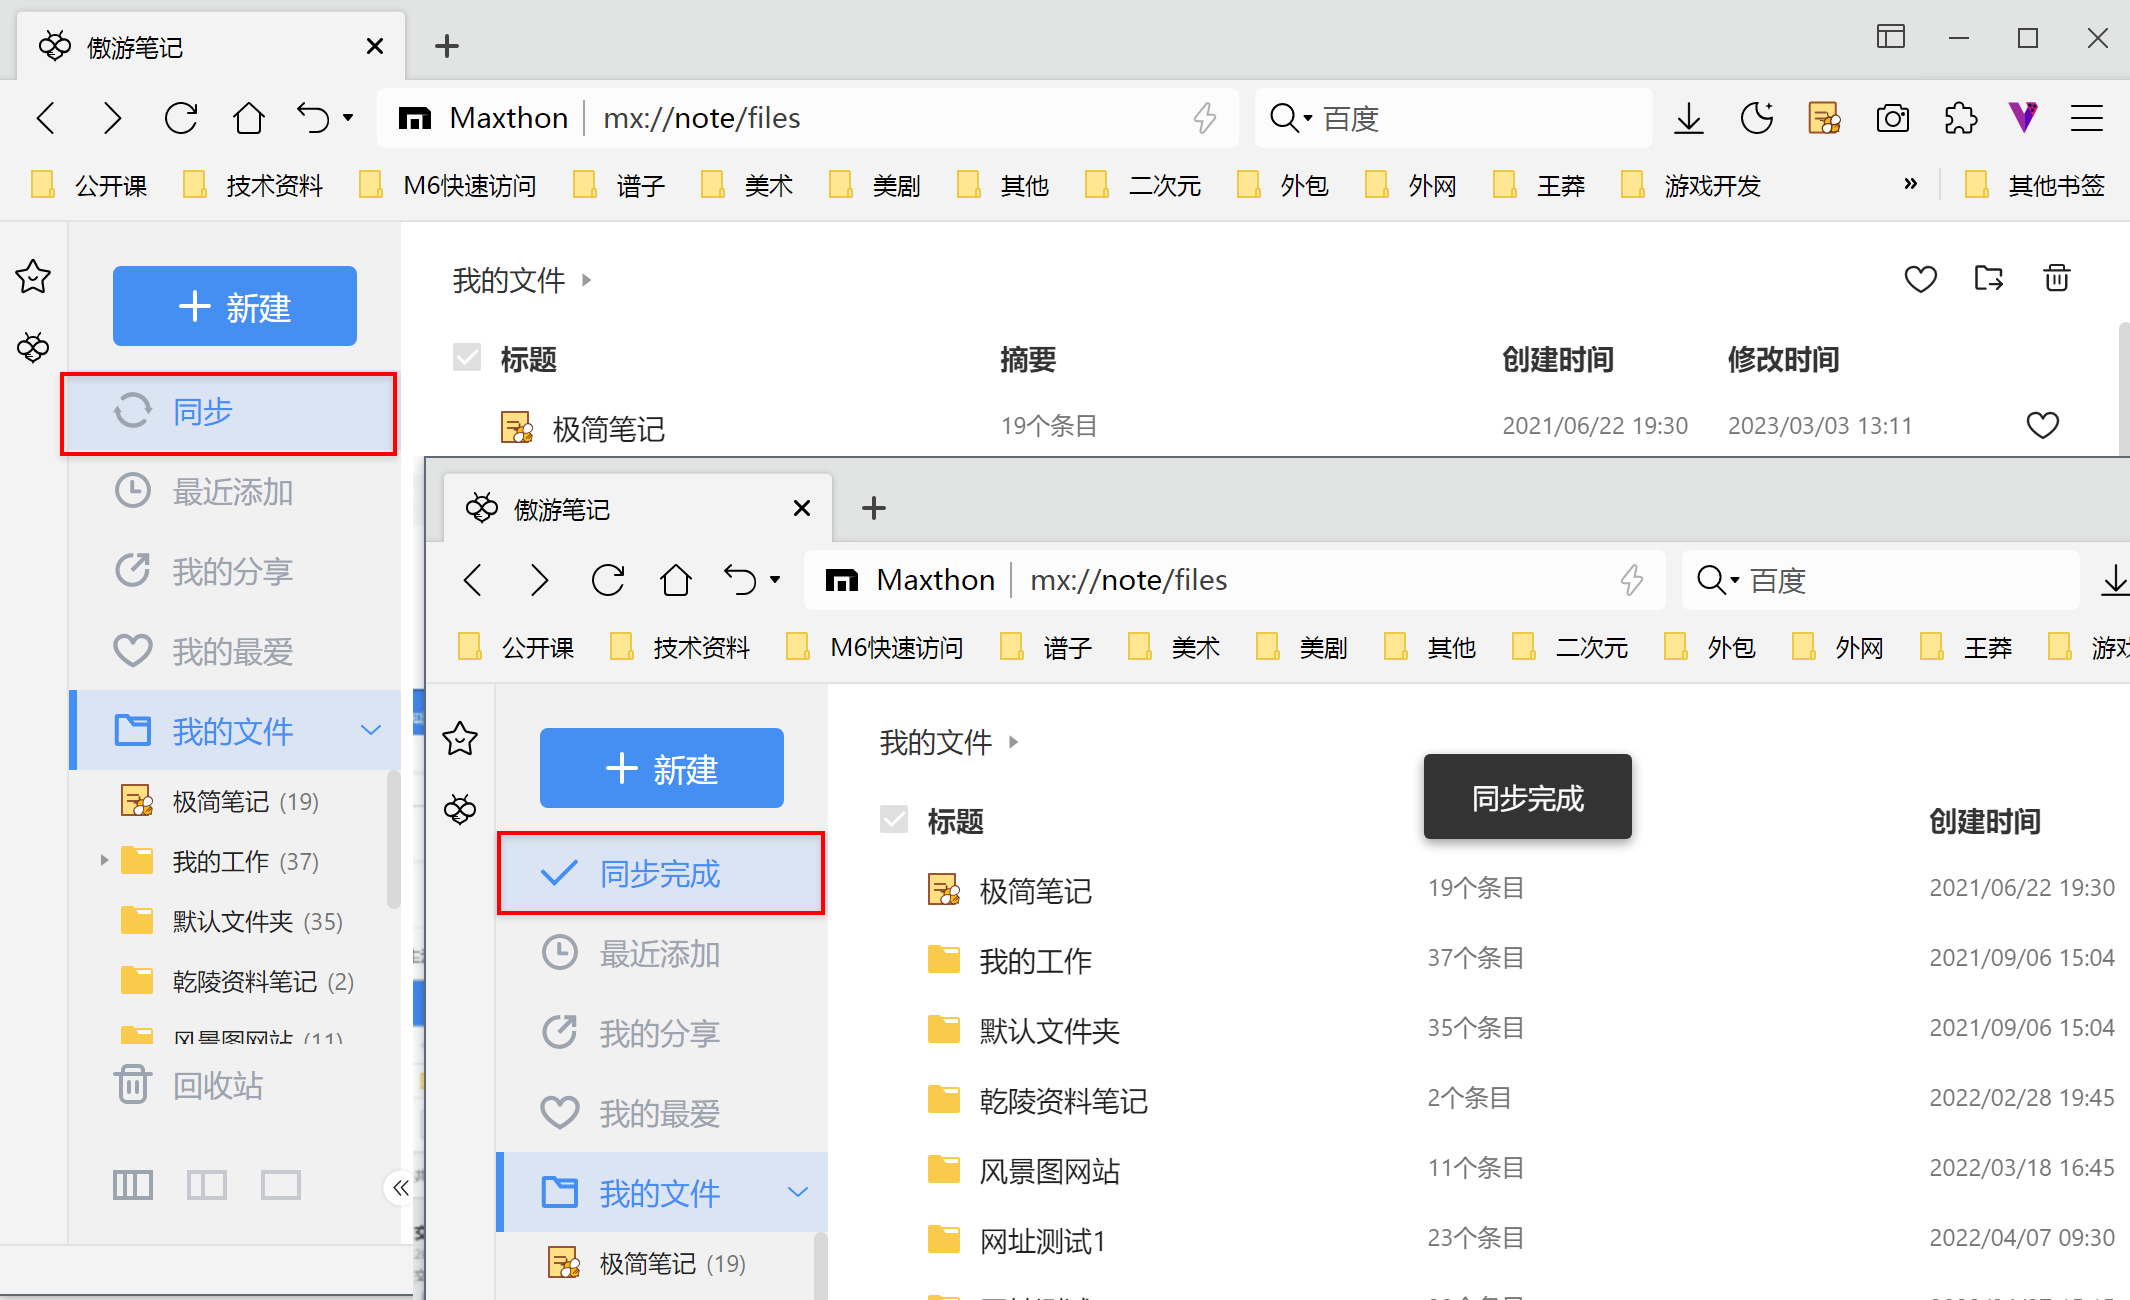 傲游笔记
Maxthon mx://note/files 百度
公开课 技术资料 M6快速访问 谱子 美术 美剧 其他 二次元 外包 外网 王莽 游戏开发 » 其他书签
新建
同步
最近添加
我的分享
我的最爱
我的文件
极简笔记 (19)
我的工作 (37)
默认文件夹 (35)
乾陵资料笔记 (2)
风景图网站 (11)
回收站
我的文件
标题 摘要 创建时间 修改时间
极简笔记 19个条目 2021/06/22 19:30 2023/03/03 13:11
傲游笔记
Maxthon mx://note/files 百度
公开课 技术资料 M6快速访问 谱子 美术 美剧 其他 二次元 外包 外网 王莽 游戏
新建
同步完成
最近添加
我的分享
我的最爱
我的文件
极简笔记 (19)
我的文件
同步完成
标题 创建时间
极简笔记 19个条目 2021/06/22 19:30
我的工作 37个条目 2021/09/06 15:04
默认文件夹 35个条目 2021/09/06 15:04
乾陵资料笔记 2个条目 2022/02/28 19:45
风景图网站 11个条目 2022/03/18 16:45
网址测试1 23个条目 2022/04/07 09:30